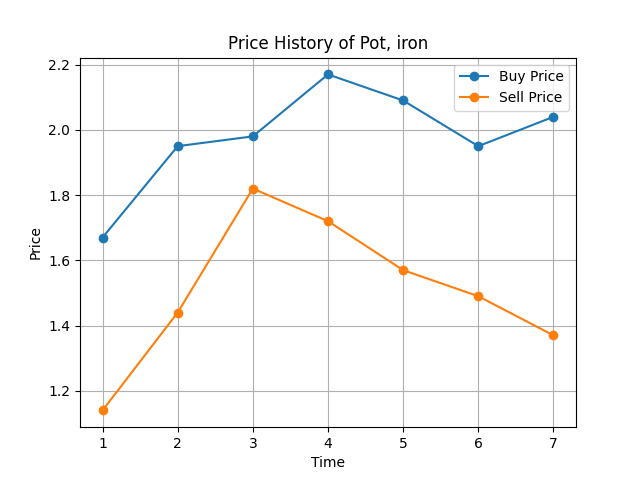 Price History of Pot, iron
Buy Price
Sell Price
2.2
2.0
1.8
1.6
1.4
1.2
Price
1 2 3 4 5 6 7
Time